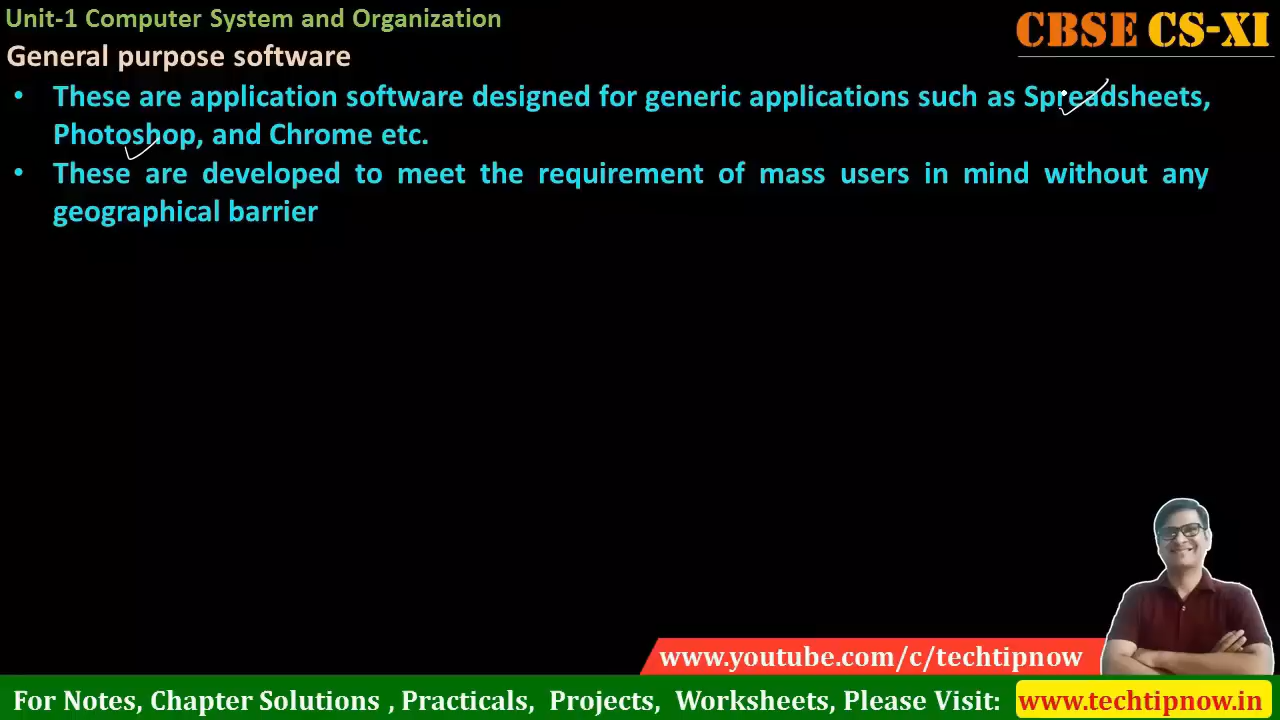 Unit-1 Computer System and Organization
CBSE CS-XI
General purpose software
• These are application software designed for generic applications such as Spreadsheets,
Photoshop, and Chrome etc.
• These are developed to meet the requirement of mass users in mind without any
geographical barrier
www.youtube.com/c/techtipnow
For Notes, Chapter Solutions , Practicals, Projects, Worksheets, Please Visit: www.techtipnow.in